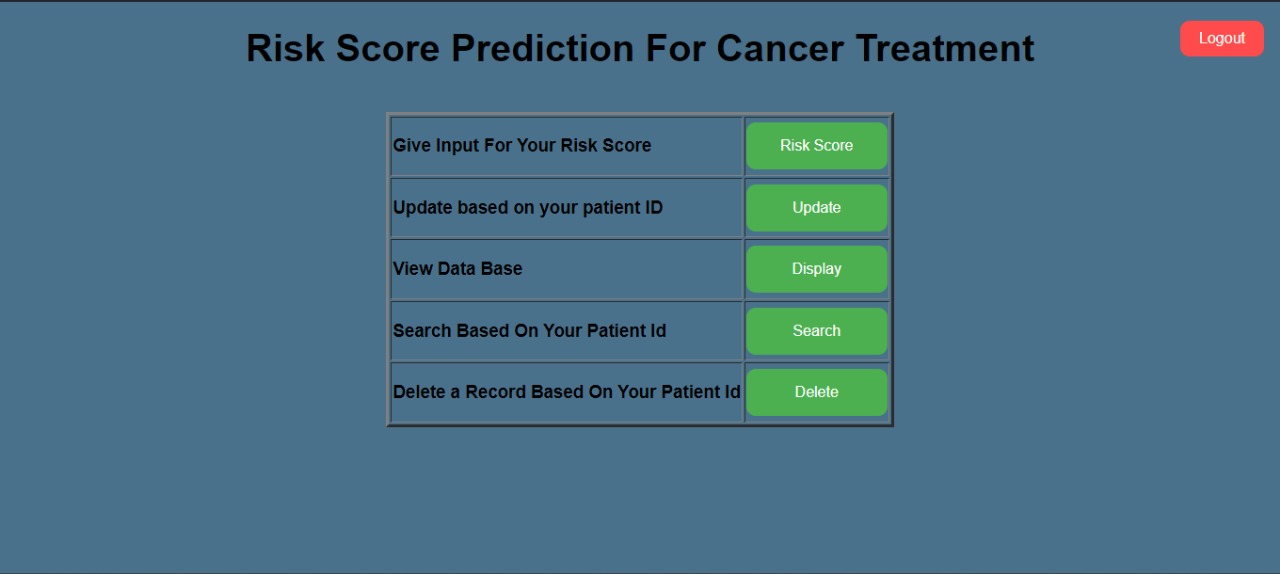 Risk Score Prediction For Cancer Treatment
Logout
Give Input For Your Risk Score
Risk Score
Update based on your patient ID
Update
View Data Base
Display
Search Based On Your Patient Id
Search
Delete a Record Based On Your Patient Id
Delete